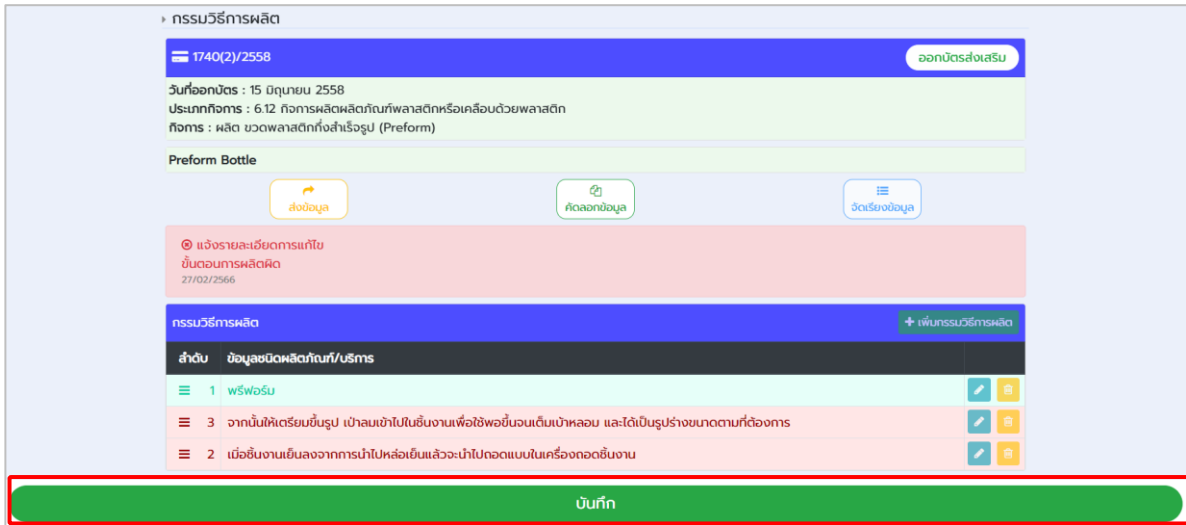 กรรมวิธีการผลิต
1740(2)/2558 ออกบัตรส่งเสริม
วันที่ออกบัตร : 15 มิถุนายน 2558
ประเภทกิจการ : 6.12 กิจการผลิตผลิตภัณฑ์พลาสติกหรือเคลือบด้วยพลาสติก
กิจการ : ผลิต ขวดพลาสติกกึ่งสำเร็จรูป (Preform)
Preform Bottle
ส่งข้อมูล คัดลอกข้อมูล จัดเรียงข้อมูล
แจ้งรายละเอียดการแก้ไข
ขั้นตอนการผลิตผิด
27/02/2566
กรรมวิธีการผลิต + เพิ่มกรรมวิธีการผลิต
ลำดับ ข้อมูลชนิดผลิตภัณฑ์/บริการ
1 พรีฟอร์ม
3 จากนั้นให้เตรียมขึ้นรูป เป่าลมเข้าไปในชิ้นงานเพื่อใช้พอขึ้นจนเต็มเบ้าหลอม และได้เป็นรูปร่างขนาดตามที่ต้องการ
2 เมื่อชิ้นงานเย็นลงจากการนำไปหล่อเย็นแล้วจะนำไปถอดแบบในเครื่องถอดชิ้นงาน
บันทึก